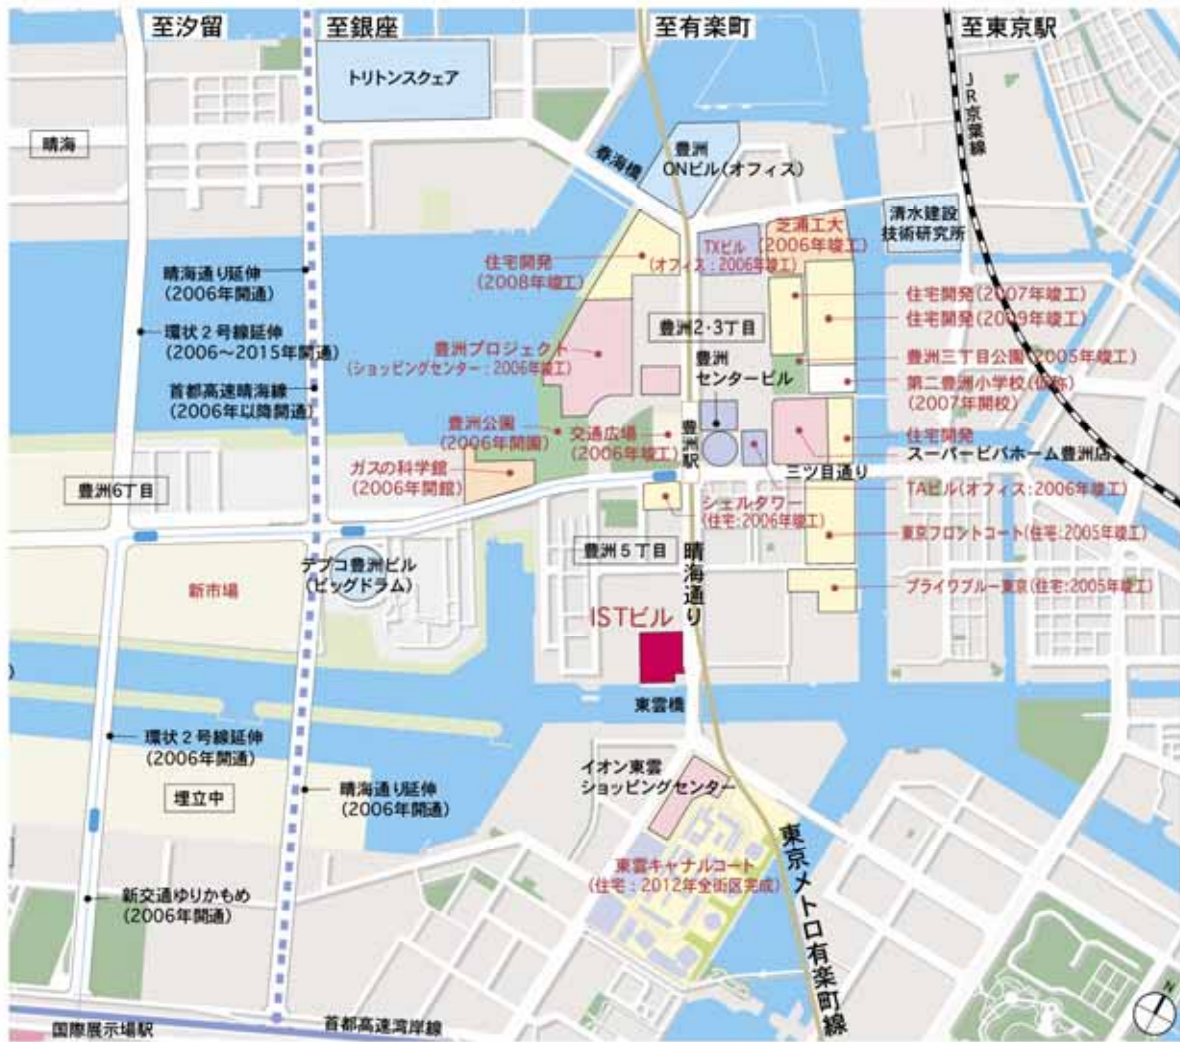 至汐留
至銀座
至有楽町
至東京駅
トリトンスクェア
JR京葉線
晴海
春海橋
豊洲
ONビル(オフィス)
清水建設
技術研究所
芝浦工大
(2006年竣工)
TXビル
(オフィス:2006年竣工)
住宅開発
(2008年竣工)
晴海通り延伸
(2006年開通)
住宅開発(2007年竣工)
住宅開発(2009年竣工)
環状2号線延伸
(2006〜2015年開通)
豊洲2・3丁目
豊洲プロジェクト
(ショッピングセンター:2006年竣工)
豊洲
センタービル
豊洲三丁目公園(2005年竣工)
第二豊洲小学校(仮称)
(2007年開校)
首都高速晴海線
(2006年以降開通)
豊洲公園
(2006年開園)
交通広場
(2006年竣工)
豊洲駅
住宅開発
スーパービバホーム豊洲店
ガスの科学館
(2006年開館)
三ツ目通り
豊洲6丁目
シェルタワー
(住宅:2006年竣工)
TAビル(オフィス:2006年竣工)
東京フロントコート(住宅:2005年竣工)
豊洲5丁目
晴海通り
デプコ豊洲ビル
(ビッグドラム)
新市場
プライヴブルー東京(住宅:2005年竣工)
ISTビル
東雲橋
環状2号線延伸
(2006年開通)
イオン東雲
ショッピングセンター
埋立中
晴海通り延伸
(2006年開通)
東雲キャナルコート
(住宅:2012年全街区完成)
東京メトロ有楽町線
新交通ゆりかもめ
(2006年開通)
N
国際展示場駅
首都高速湾岸線